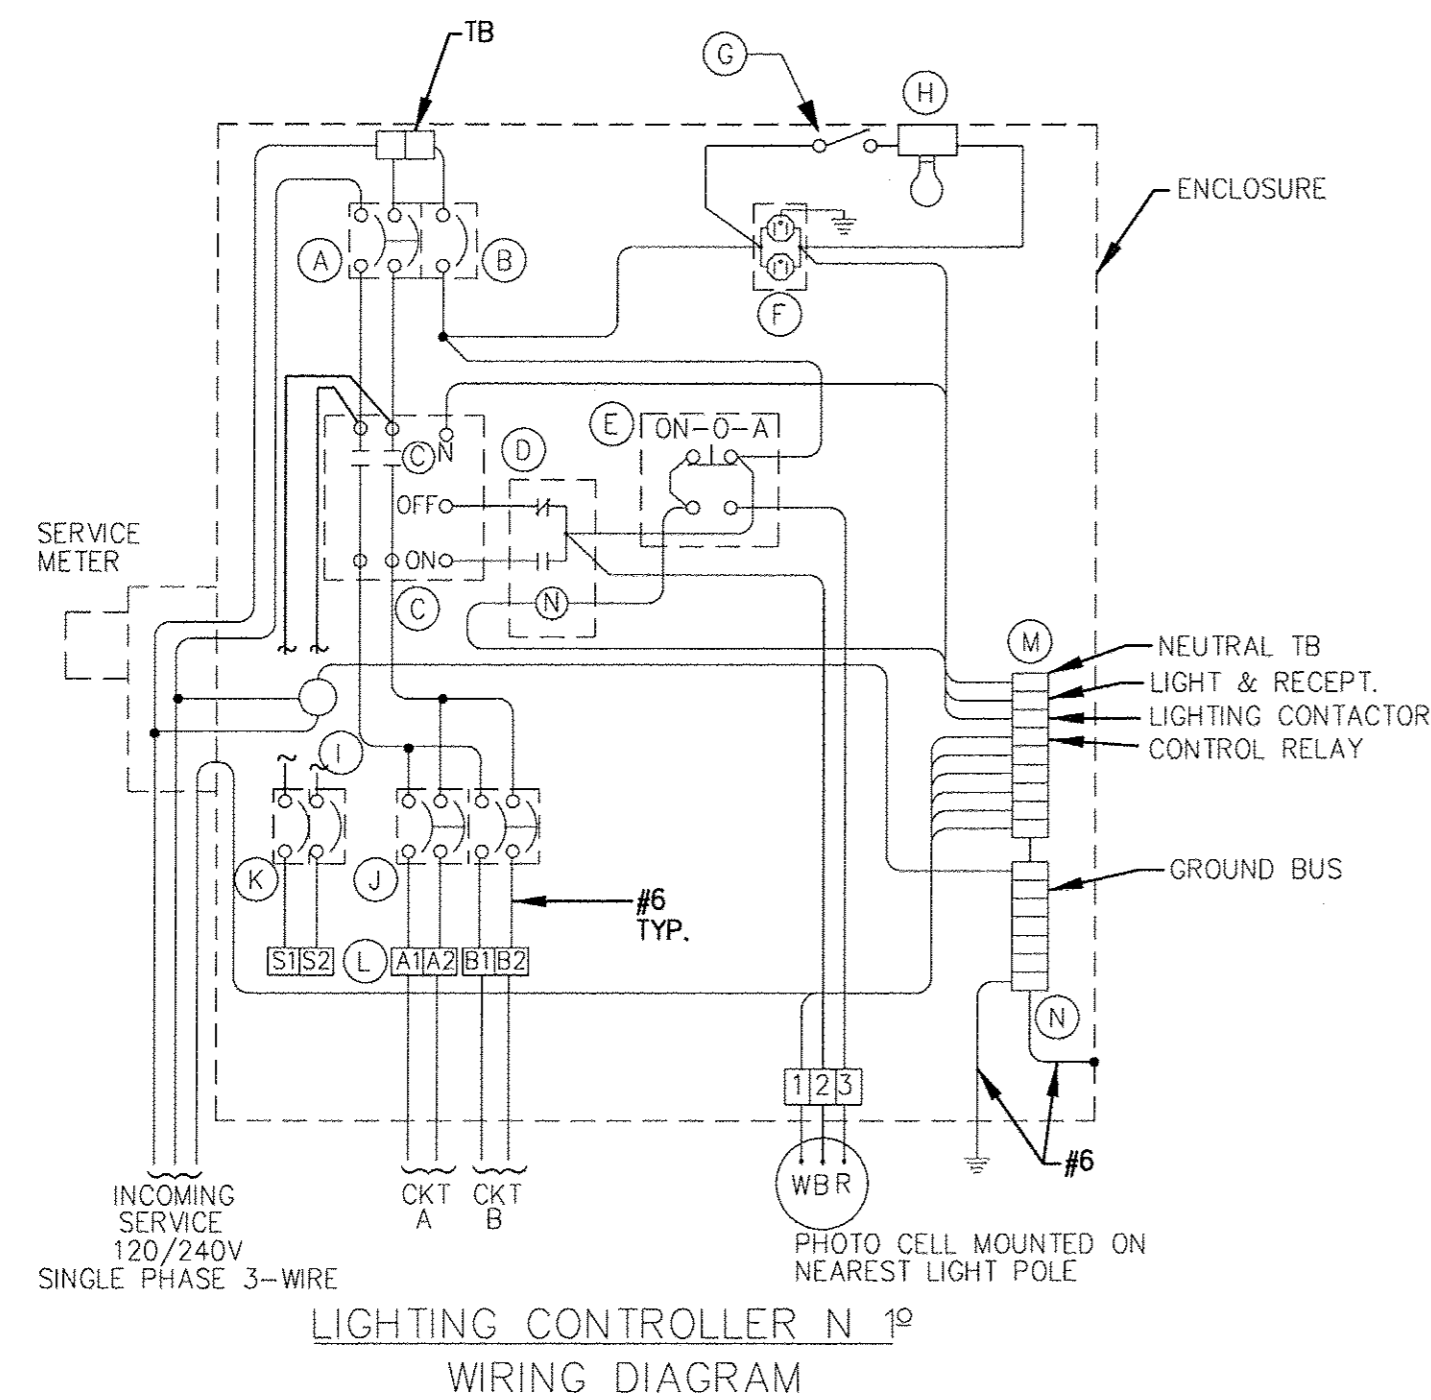 TB
G
H
ENCLOSURE
A
B
F
E
ON-O-A
D
C
N
OFF
SERVICE
METER
ON
C
N
M
NEUTRAL TB
LIGHT & RECEPT.
LIGHTING CONTACTOR
CONTROL RELAY
I
K
J
GROUND BUS
#6
TYP.
S1 S2
L
A1 A2
B1 B2
N
1 2 3
#6
W B R
INCOMING
SERVICE
120/240V
SINGLE PHASE 3-WIRE
CKT
A
CKT
B
PHOTO CELL MOUNTED ON
NEAREST LIGHT POLE
LIGHTING CONTROLLER N 1º
WIRING DIAGRAM